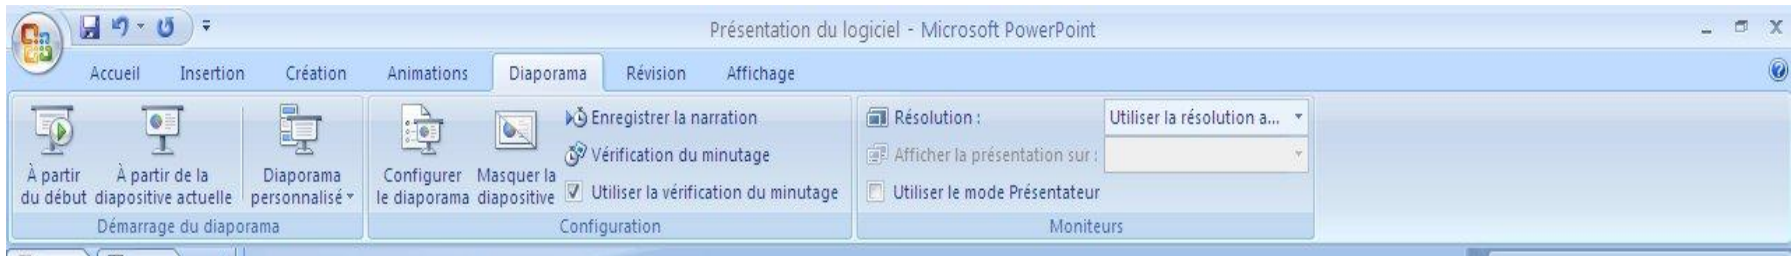 Présentation du logiciel - Microsoft PowerPoint
Accueil Insertion Création Animations Diaporama Révision Affichage
À partir du début
À partir de la diapositive actuelle
Diaporama personnalisé
Démarrage du diaporama
Configurer le diaporama
Masquer la diapositive
Enregistrer la narration
Vérification du minutage
Utiliser la vérification du minutage
Configuration
Résolution : Utiliser la résolution a...
Afficher la présentation sur :
Utiliser le mode Présentateur
Moniteurs